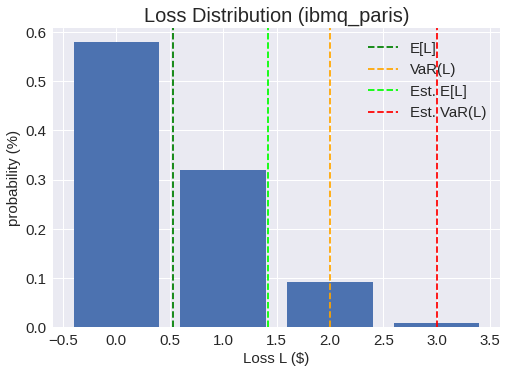 Loss Distribution (ibmq_paris)
E[L]
VaR(L)
Est. E[L]
Est. VaR(L)
probability (%)
0.6
0.5
0.4
0.3
0.2
0.1
0.0
−0.5 0.0 0.5 1.0 1.5 2.0 2.5 3.0 3.5
Loss L ($)